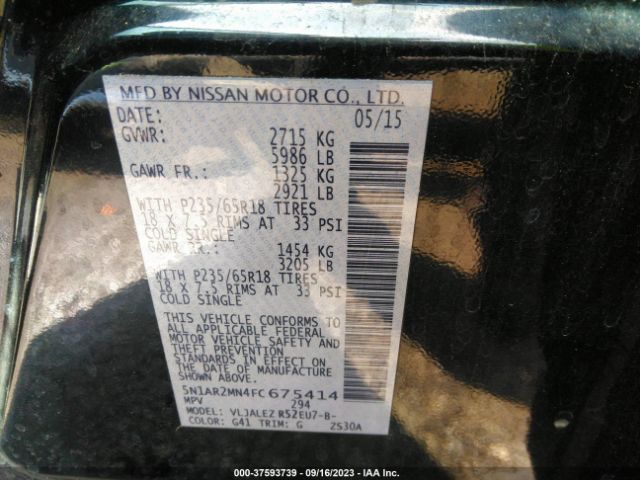 MFD BY NISSAN MOTOR CO., LTD.
DATE: 05/15
GVWR: 2715 KG
5986 LB
GAWR FR.: 1325 KG
2921 LB
WITH P235/65R18 TIRES
18 X 7.5 RIMS AT 33 PSI
COLD SINGLE
GAWR RR.: 1454 KG
3205 LB
WITH P235/65R18 TIRES
18 X 7.5 RIMS AT 33 PSI
COLD SINGLE
THIS VEHICLE CONFORMS TO
ALL APPLICABLE FEDERAL
MOTOR VEHICLE SAFETY AND
THEFT PREVENTION
STANDARDS IN EFFECT ON
THE DATE OF MANUFACTURE
SHOWN ABOVE.
5N1AR2MN4FC675414
MPV 294
MODEL: VLJALEZ R52EU7-B-
COLOR: G41 TRIM: G 2S30A
000-37593739 - 09/16/2023 - IAA Inc.